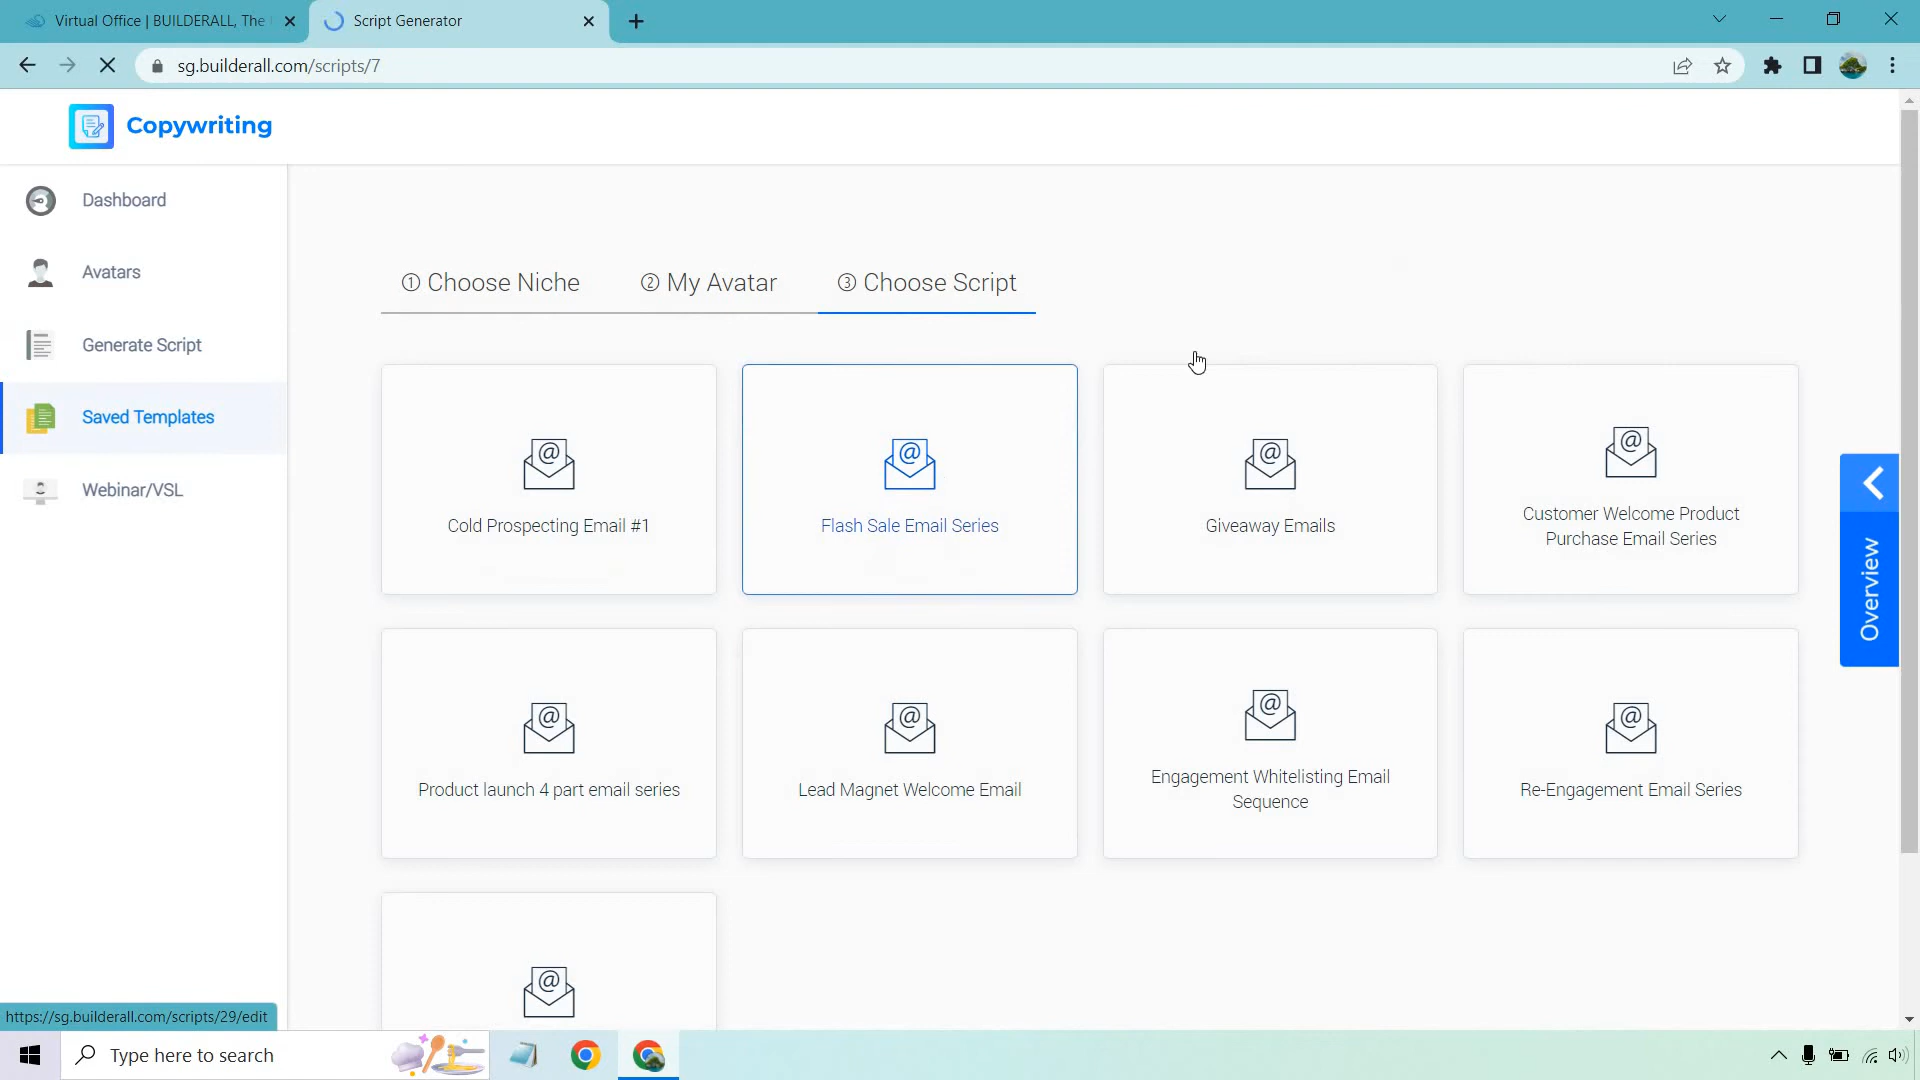 Virtual Office | BUILDERALL, The
Script Generator
sg.builderall.com/scripts/7
Copywriting
Dashboard
Avatars
Generate Script
Saved Templates
Webinar/VSL
① Choose Niche
② My Avatar
③ Choose Script
Cold Prospecting Email #1
Flash Sale Email Series
Giveaway Emails
Customer Welcome Product
Purchase Email Series
Product launch 4 part email series
Lead Magnet Welcome Email
Engagement Whitelisting Email
Sequence
Re-Engagement Email Series
Overview
https://sg.builderall.com/scripts/29/edit
Type here to search